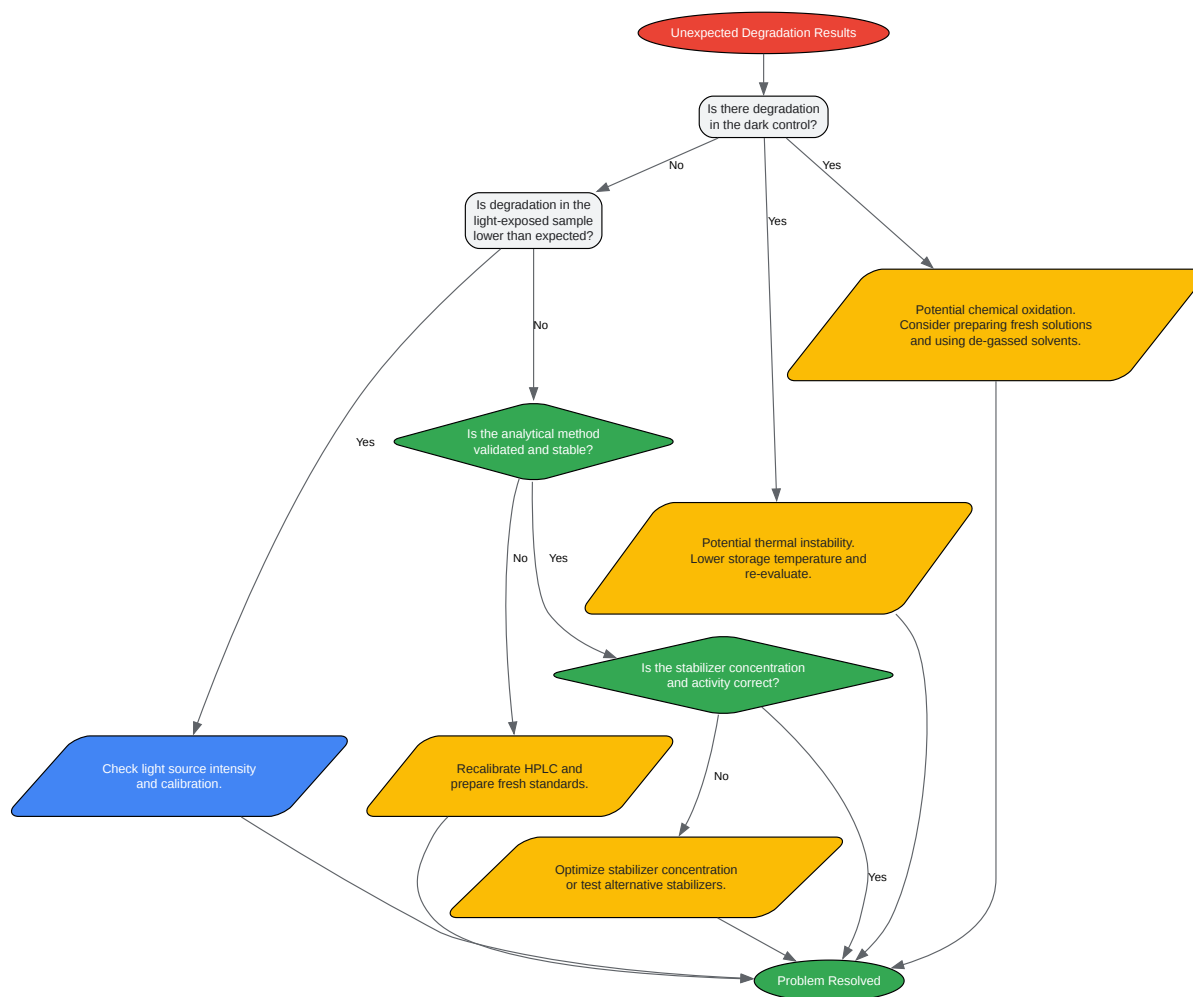 Unexpected Degradation Results
Is there degradation
in the dark control?
No
Yes
Yes
Is degradation in the
light-exposed sample
lower than expected?
Potential chemical oxidation.
Consider preparing fresh solutions
and using de-gassed solvents.
No
Yes
Is the analytical method
validated and stable?
No
Yes
Potential thermal instability.
Lower storage temperature and
re-evaluate.
Is the stabilizer concentration
and activity correct?
Check light source intensity
and calibration.
Recalibrate HPLC and
prepare fresh standards.
No
Optimize stabilizer concentration
or test alternative stabilizers.
Yes
Problem Resolved